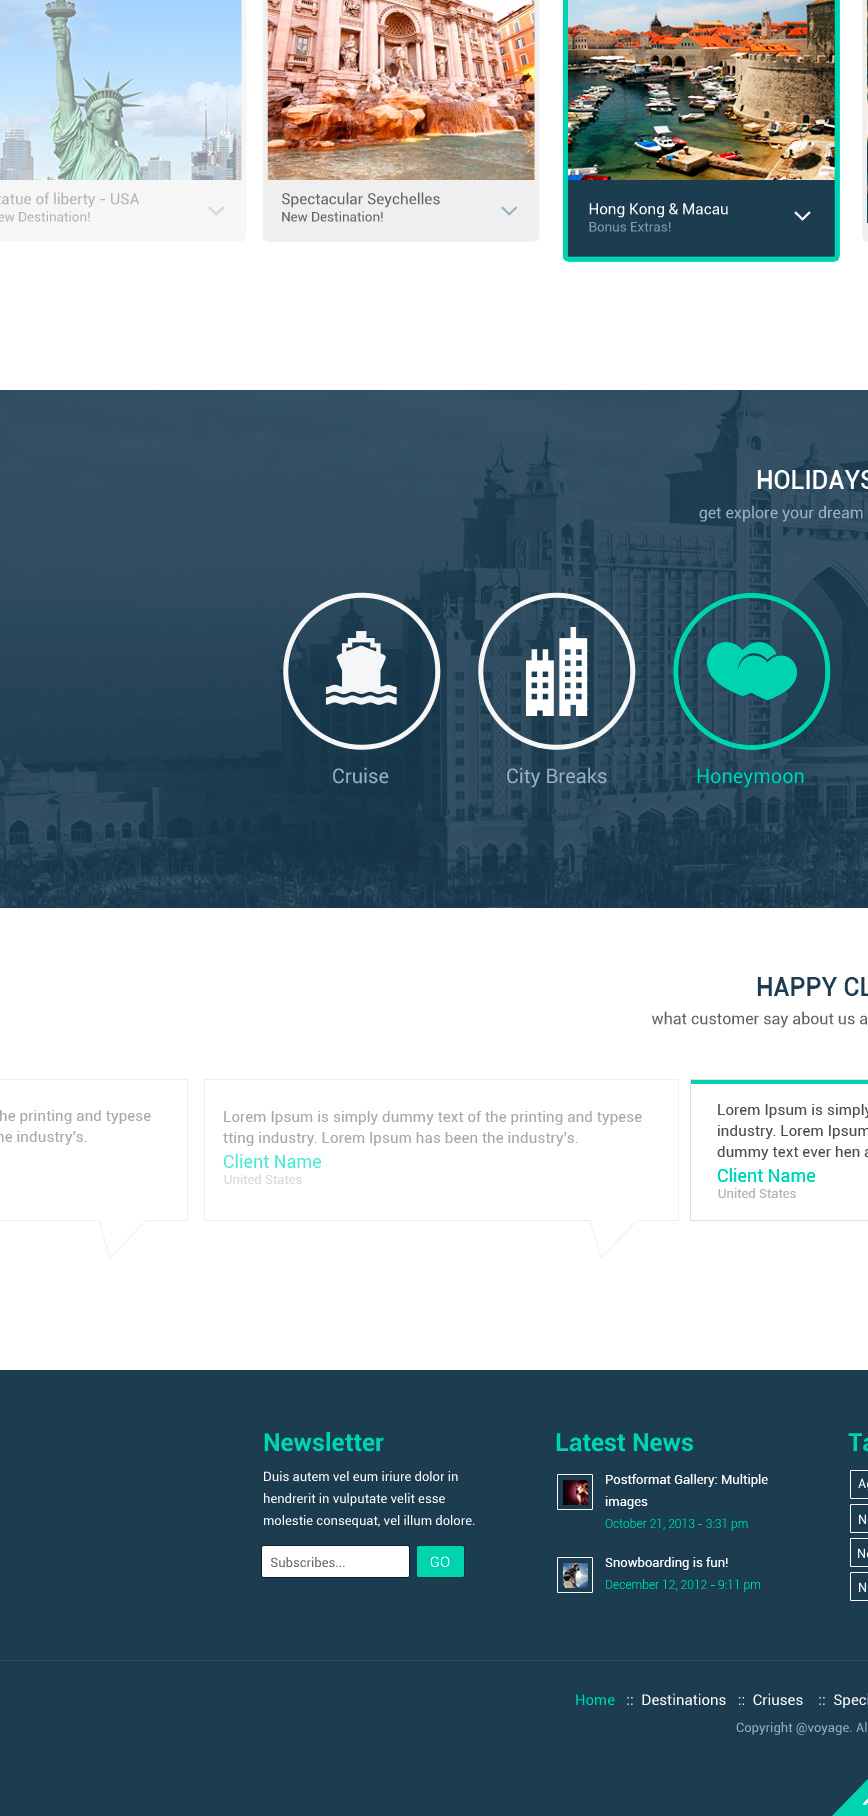 tatue of liberty - USA
ew Destination!
Spectacular Seychelles
New Destination!
Hong Kong & Macau
Bonus Extras!
HOLIDAYS
get explore your dream
Cruise
City Breaks
Honeymoon
HAPPY CL
what customer say about us a
he printing and typese
he industry's.
Lorem Ipsum is simply dummy text of the printing and typese
tting industry. Lorem Ipsum has been the industry's.
Client Name
United States
Lorem Ipsum is simply
industry. Lorem Ipsum
dummy text ever hen a
Client Name
United States
Newsletter
Duis autem vel eum iriure dolor in
hendrerit in vulputate velit esse
molestie consequat, vel illum dolore.
Subscribes...
GO
Latest News
Postformat Gallery: Multiple
images
October 21, 2013 - 3:31 pm
Snowboarding is fun!
December 12, 2012 - 9:11 pm
Ta
A
N
N
N
Home :: Destinations :: Criuses :: Speci
Copyright @voyage. Al